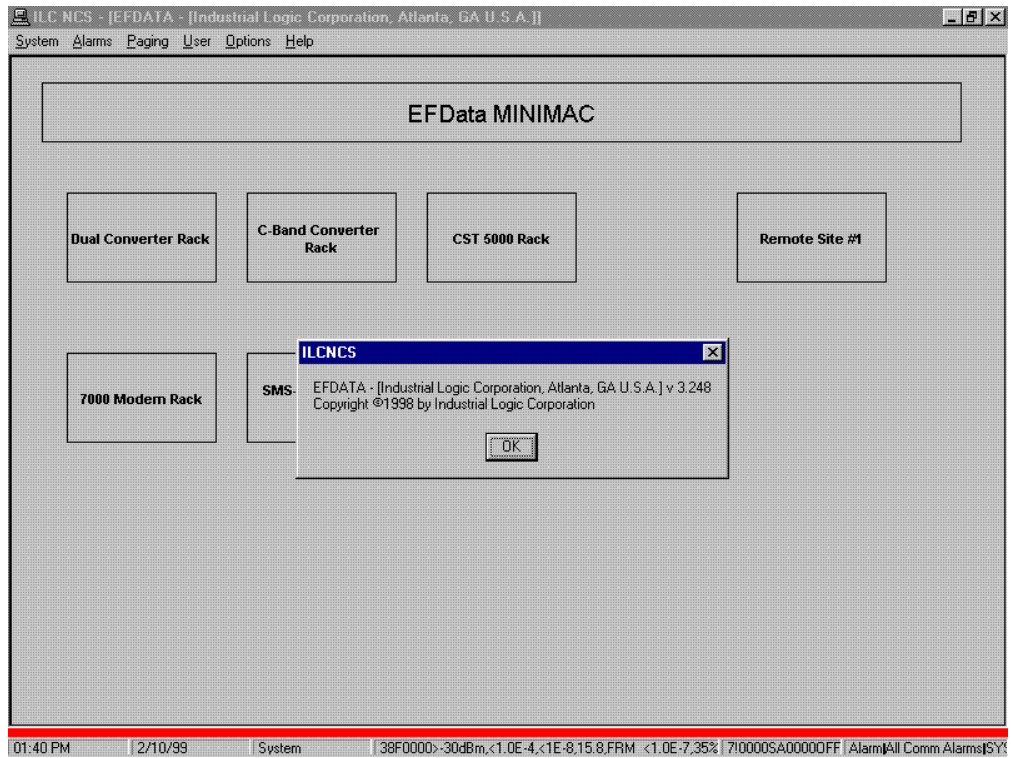 ILC NCS - [EFDATA - [Industrial Logic Corporation, Atlanta, GA U.S.A.]]
System Alarms Paging User Options Help
EFData MINIMAC
Dual Converter Rack
C-Band Converter
Rack
CST 5000 Rack
Remote Site #1
7000 Modem Rack
SMS-
ILCNCS
EFDATA - [Industrial Logic Corporation, Atlanta, GA U.S.A.] v 3.248
Copyright ©1998 by Industrial Logic Corporation
OK
01:40 PM 2/10/99 System 38F0000>-30dBm,<1.0E-4,<1E-8,15.8,FRM <1.0E-7,35% Alarm All Comm Alarms